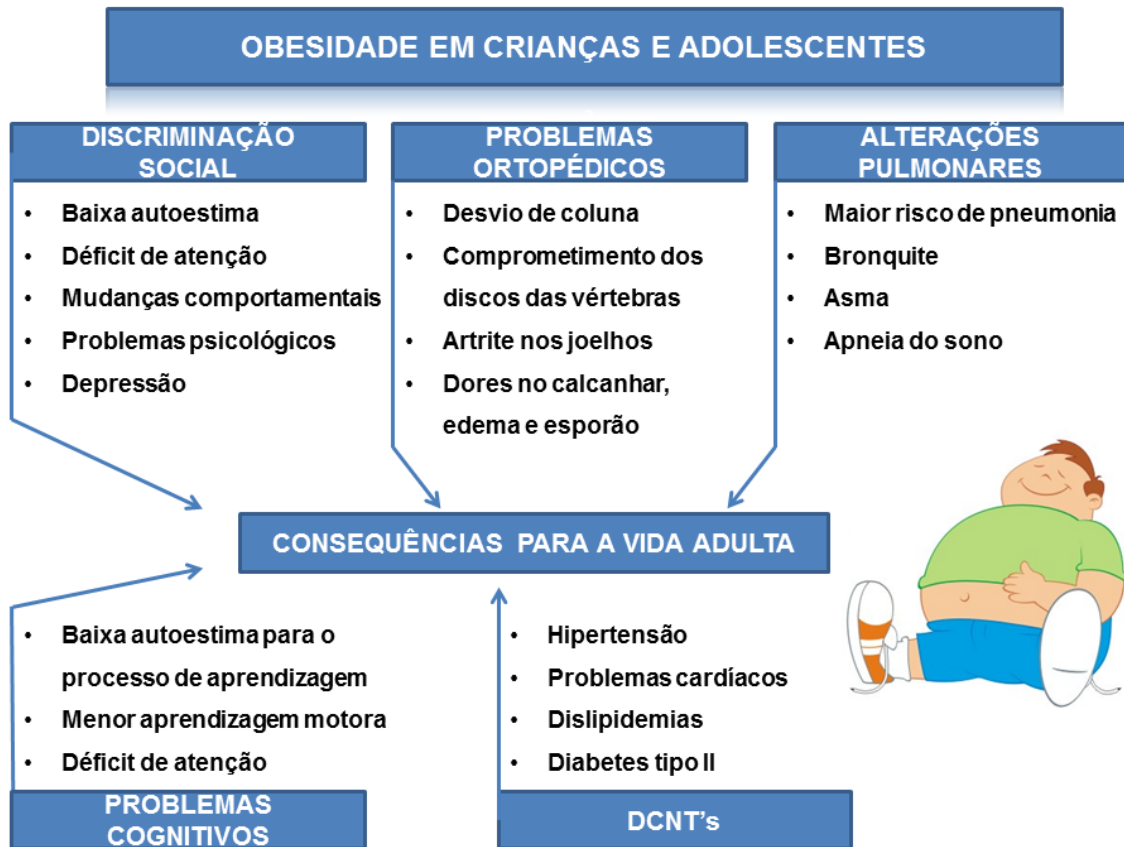 OBESIDADE EM CRIANÇAS E ADOLESCENTES
DISCRIMINAÇÃO
SOCIAL
• Baixa autoestima
• Déficit de atenção
• Mudanças comportamentais
• Problemas psicológicos
• Depressão
PROBLEMAS
ORTOPÉDICOS
• Desvio de coluna
• Comprometimento dos
discos das vértebras
• Artrite nos joelhos
• Dores no calcanhar,
edema e esporão
ALTERAÇÕES
PULMONARES
• Maior risco de pneumonia
• Bronquite
• Asma
• Apneia do sono
CONSEQUÊNCIAS PARA A VIDA ADULTA
• Baixa autoestima para o
processo de aprendizagem
• Menor aprendizagem motora
• Déficit de atenção
PROBLEMAS
COGNITIVOS
• Hipertensão
• Problemas cardíacos
• Dislipidemias
• Diabetes tipo II
DCNT's